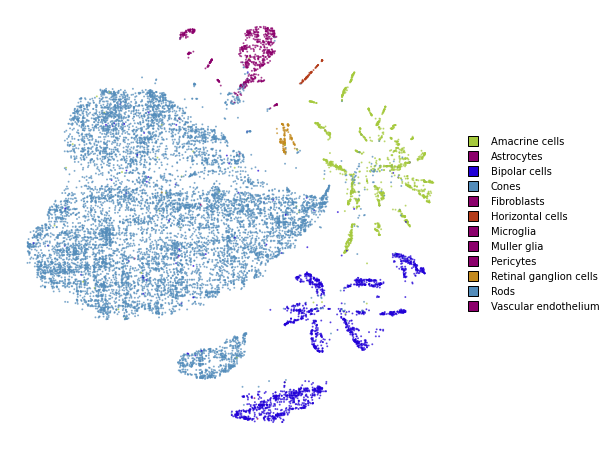 Amacrine cells
Astrocytes
Bipolar cells
Cones
Fibroblasts
Horizontal cells
Microglia
Muller glia
Pericytes
Retinal ganglion cells
Rods
Vascular endothelium